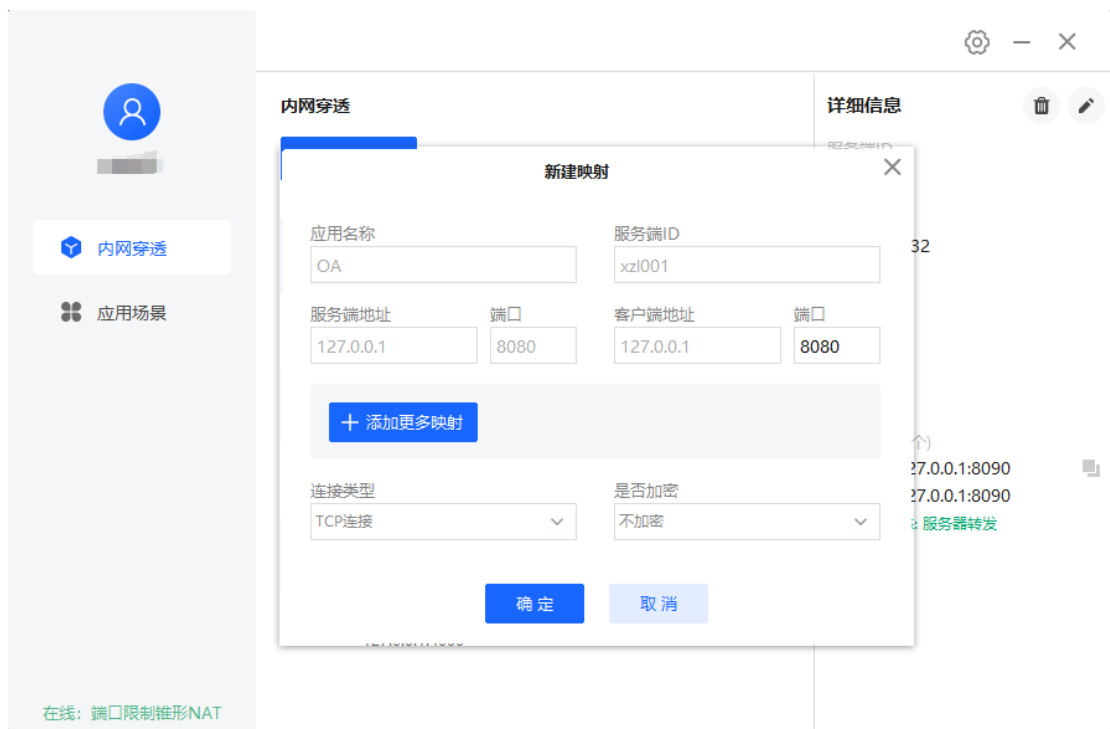 内网穿透
应用场景
在线：端口限制锥形NAT
内网穿透
详细信息
新建映射
应用名称
服务端ID
OA
xzl001
服务端地址 端口
客户端地址 端口
127.0.0.1 8080
127.0.0.1 8080
添加更多映射
连接类型
是否加密
TCP连接
不加密
确定
取消
32
个)
27.0.0.1:8090
27.0.0.1:8090
: 服务器转发